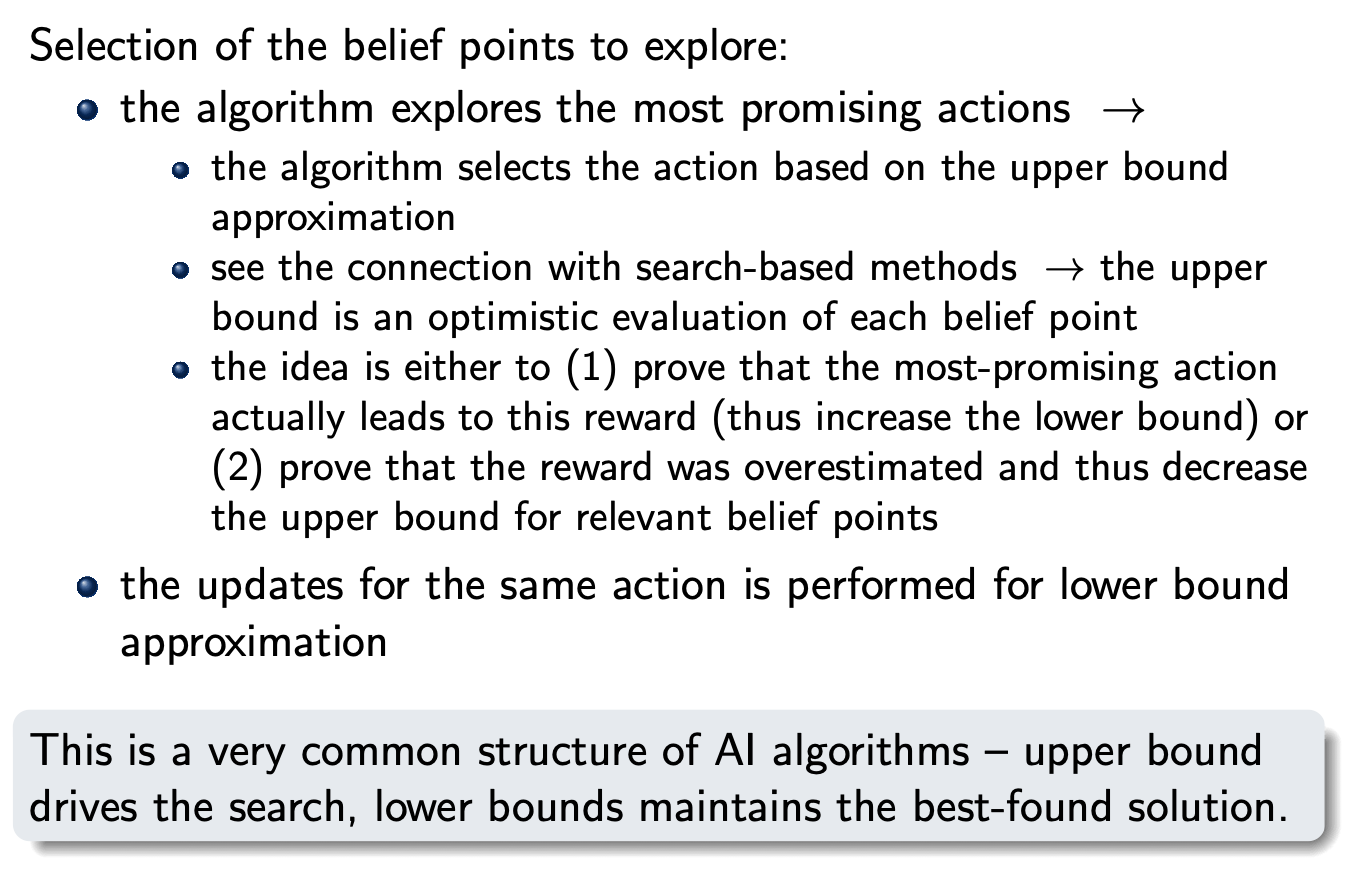 Selection of the belief points to explore:
the algorithm explores the most promising actions →
the algorithm selects the action based on the upper bound
approximation
see the connection with search-based methods → the upper
bound is an optimistic evaluation of each belief point
the idea is either to (1) prove that the most-promising action
actually leads to this reward (thus increase the lower bound) or
(2) prove that the reward was overestimated and thus decrease
the upper bound for relevant belief points
the updates for the same action is performed for lower bound
approximation
This is a very common structure of AI algorithms – upper bound
drives the search, lower bounds maintains the best-found solution.